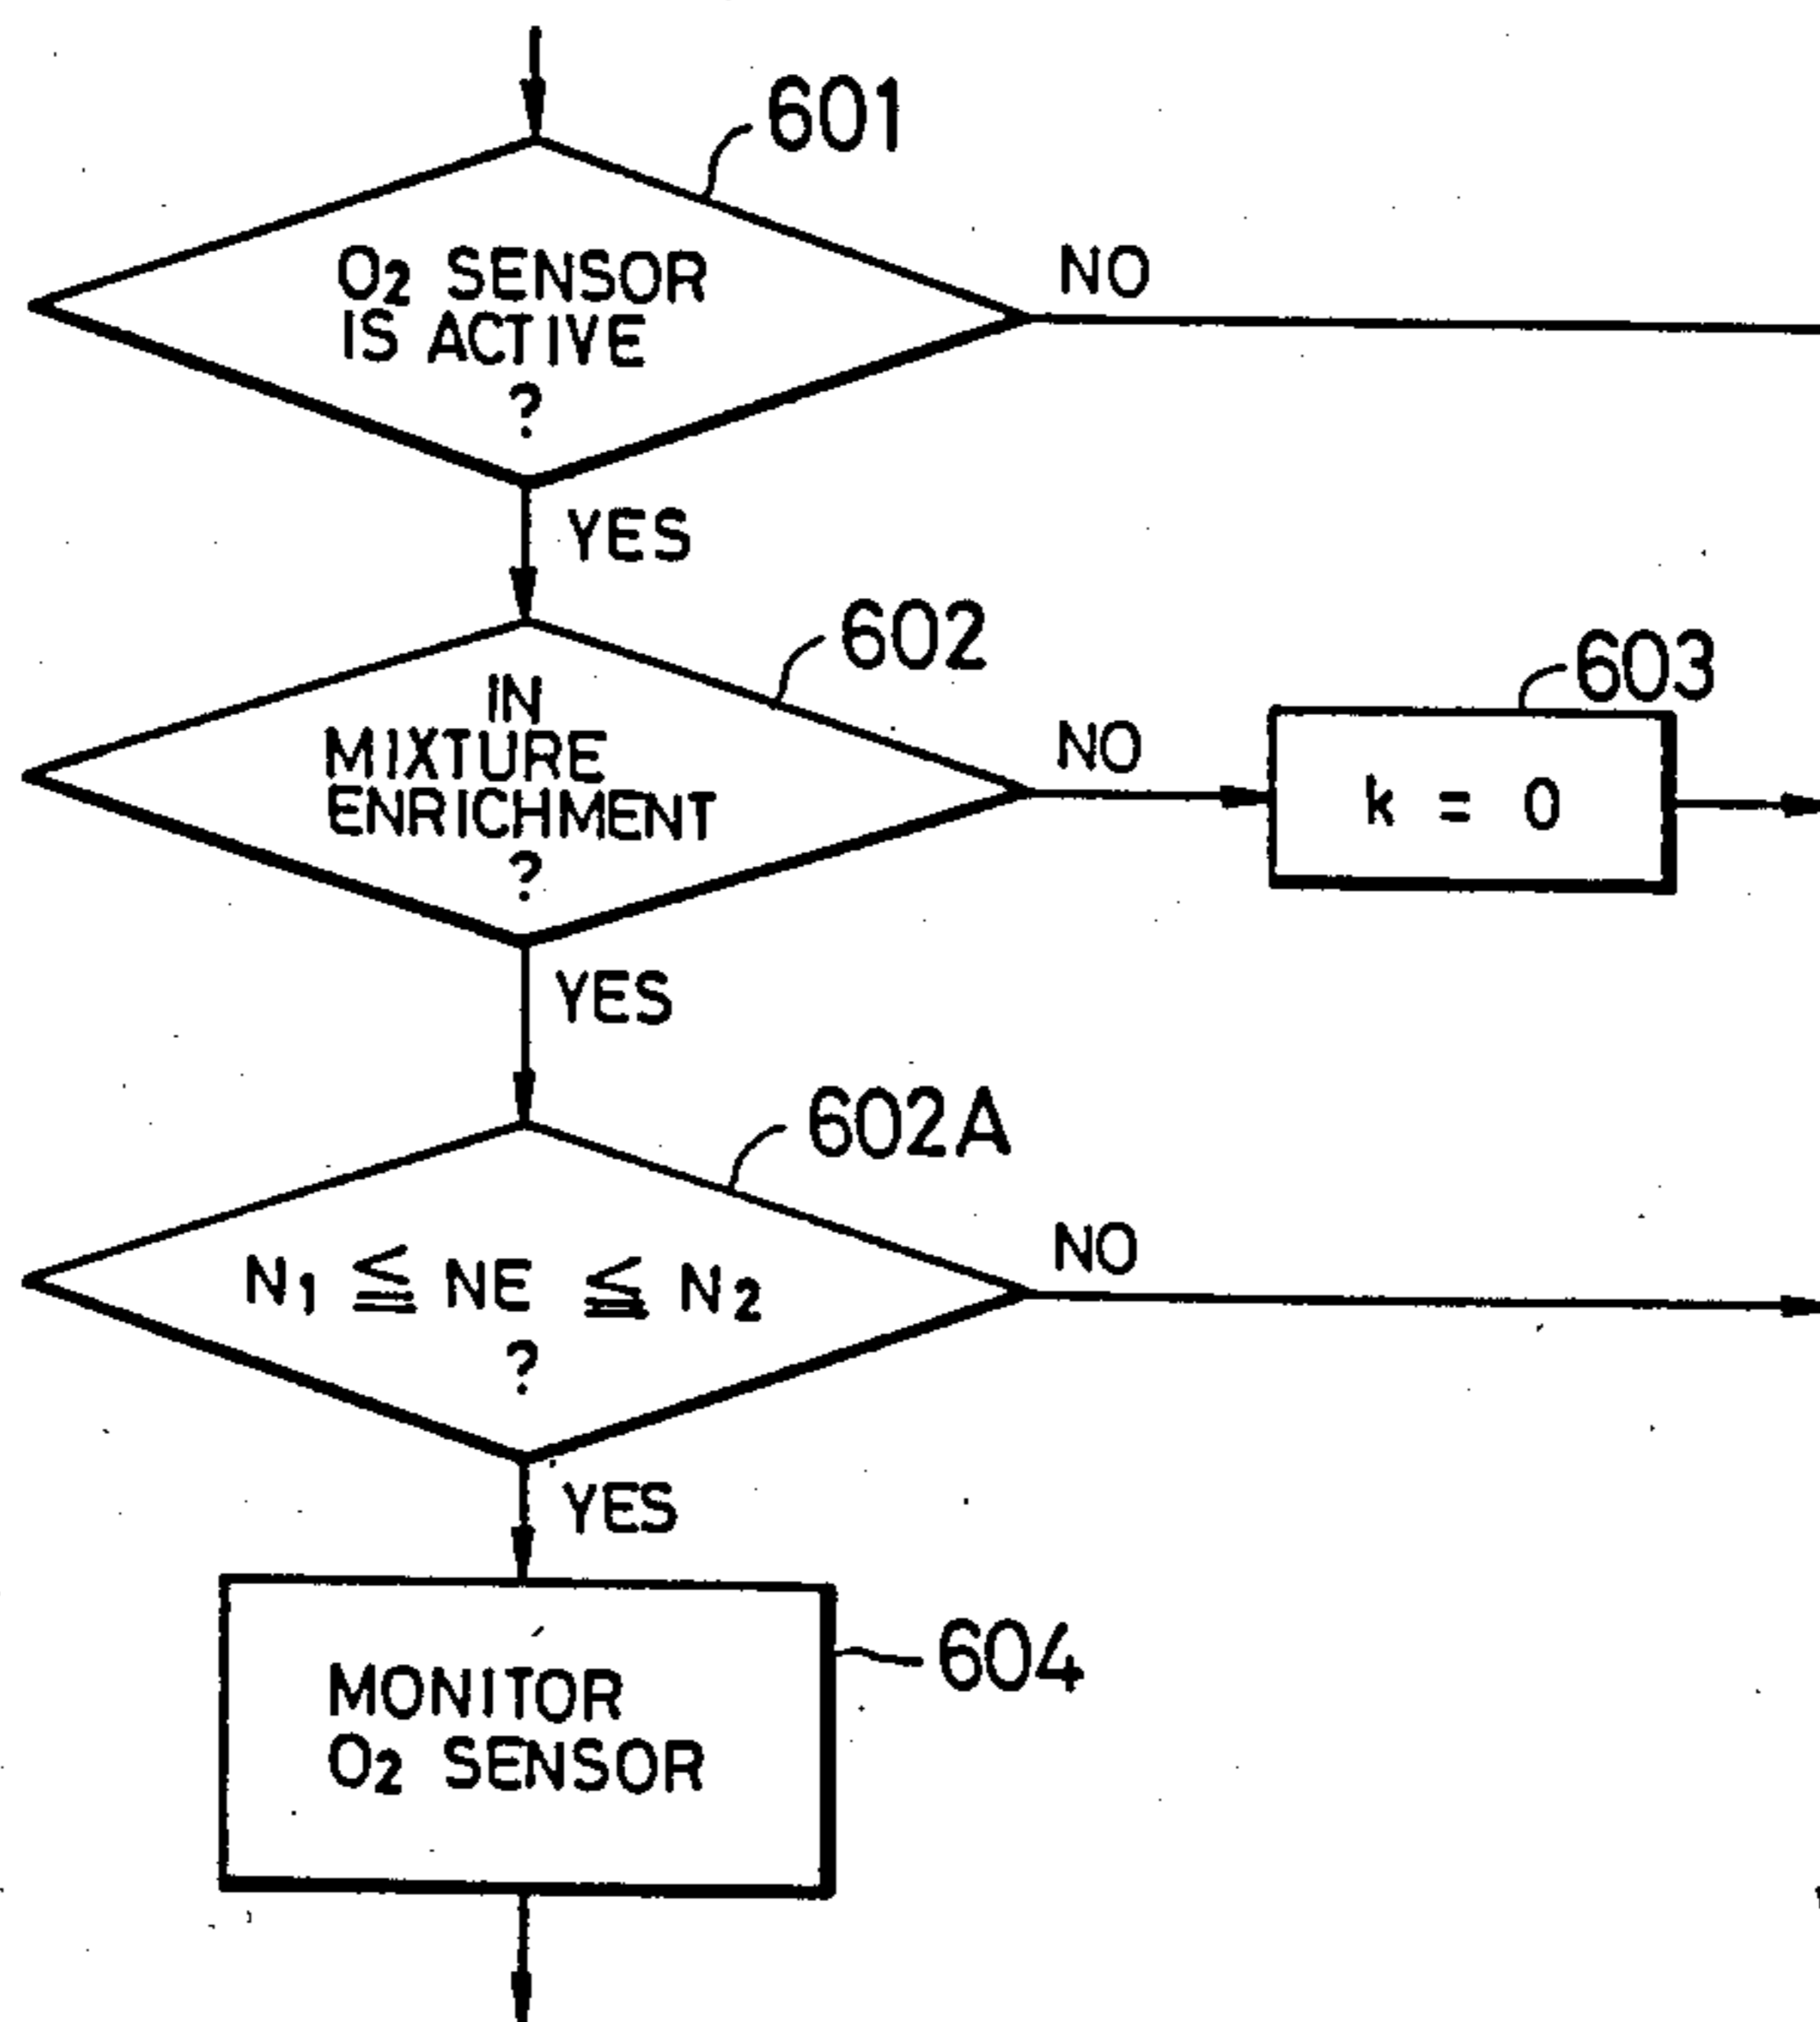 601
O₂ SENSOR
IS ACTIVE
?
NO
YES
602
IN
MIXTURE
ENRICHMENT
?
NO
603
k = 0
YES
602A
N₁ ≦ NE ≦ N₂
?
NO
YES
604
MONITOR
O₂ SENSOR